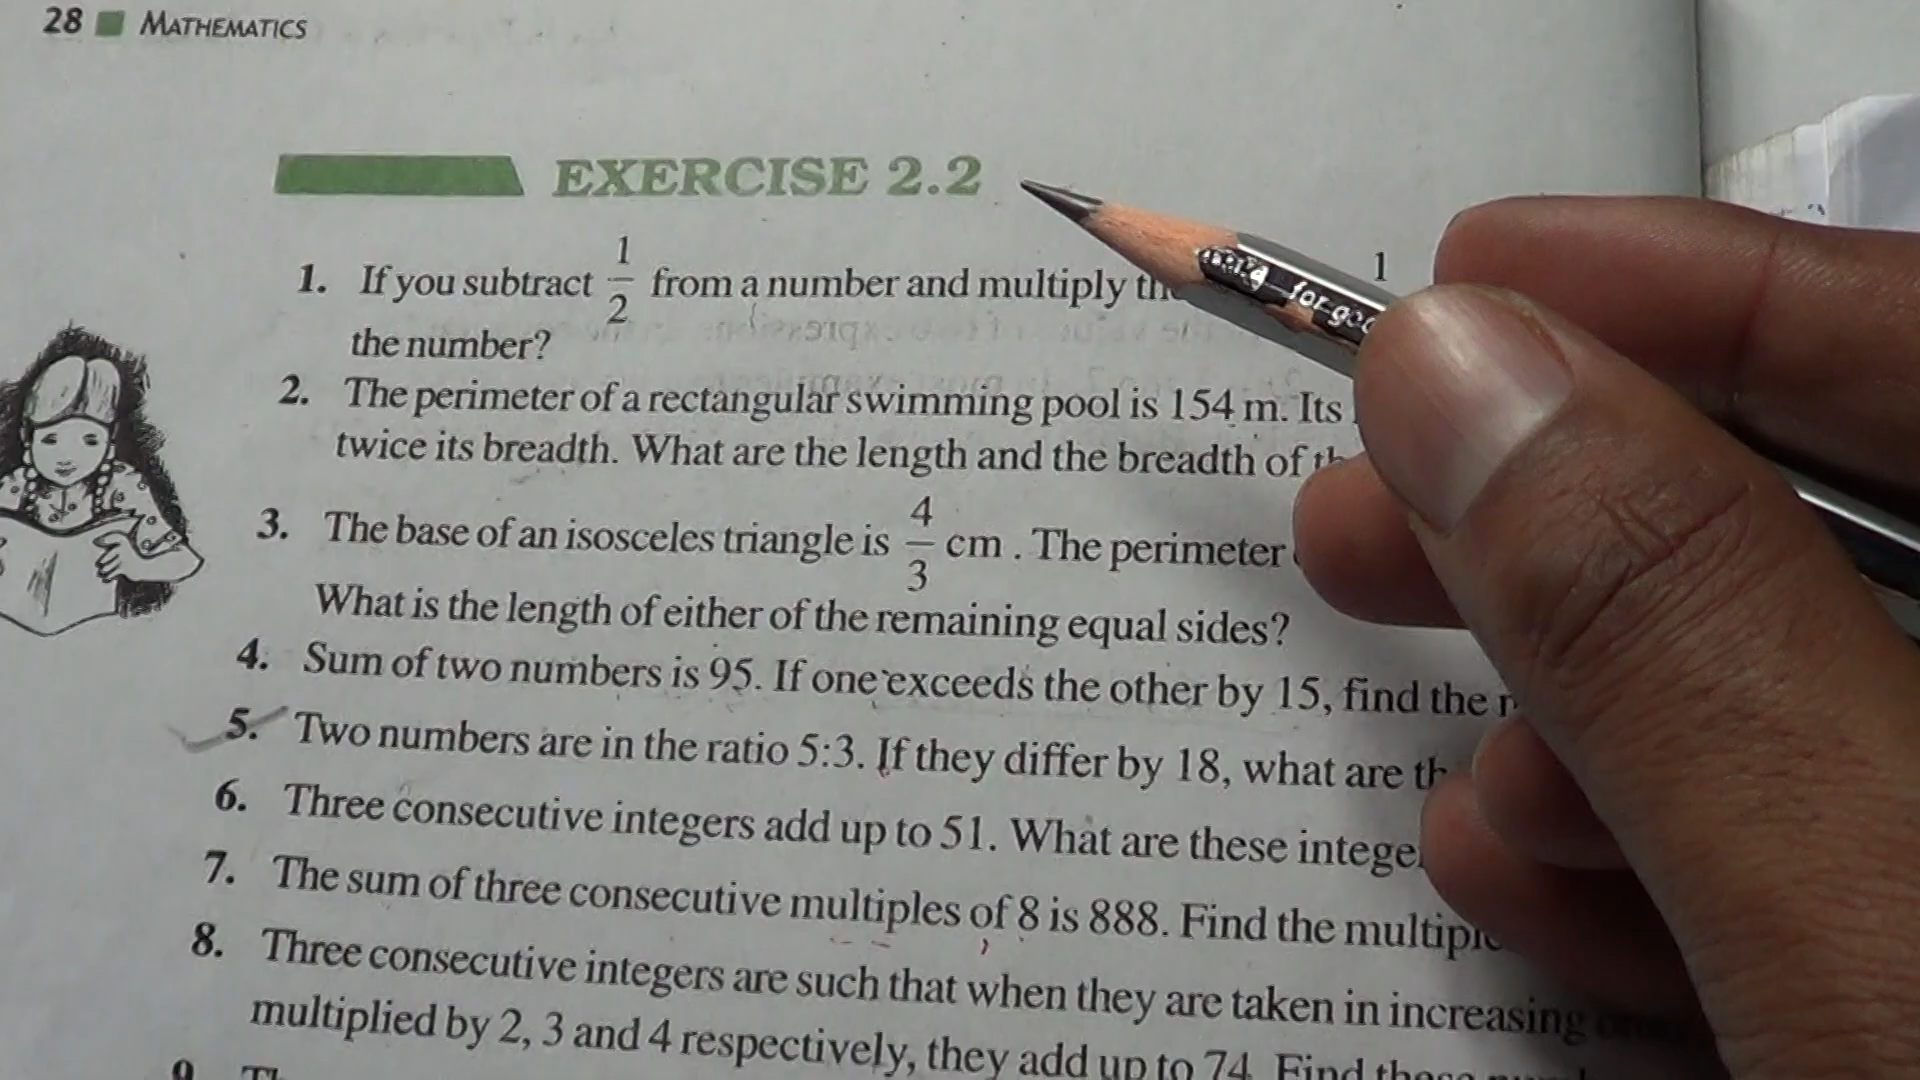 28 MATHEMATICS
EXERCISE 2.2
1. If you subtract 1/2 from a number and multiply 1
the number?
2. The perimeter of a rectangular swimming pool is 154 m. Its
twice its breadth. What are the length and the breadth of
3. The base of an isosceles triangle is 4/3 cm . The perimeter
What is the length of either of the remaining equal sides?
4. Sum of two numbers is 95. If one exceeds the other by 15, find the
5. Two numbers are in the ratio 5:3. If they differ by 18, what are
6. Three consecutive integers add up to 51. What are these
7. The sum of three consecutive multiples of 8 is 888. Find the
8. Three consecutive integers are such that when they are taken in increasing
multiplied by 2, 3 and 4 respectively, they add up to 74. Find
9.
for-goo